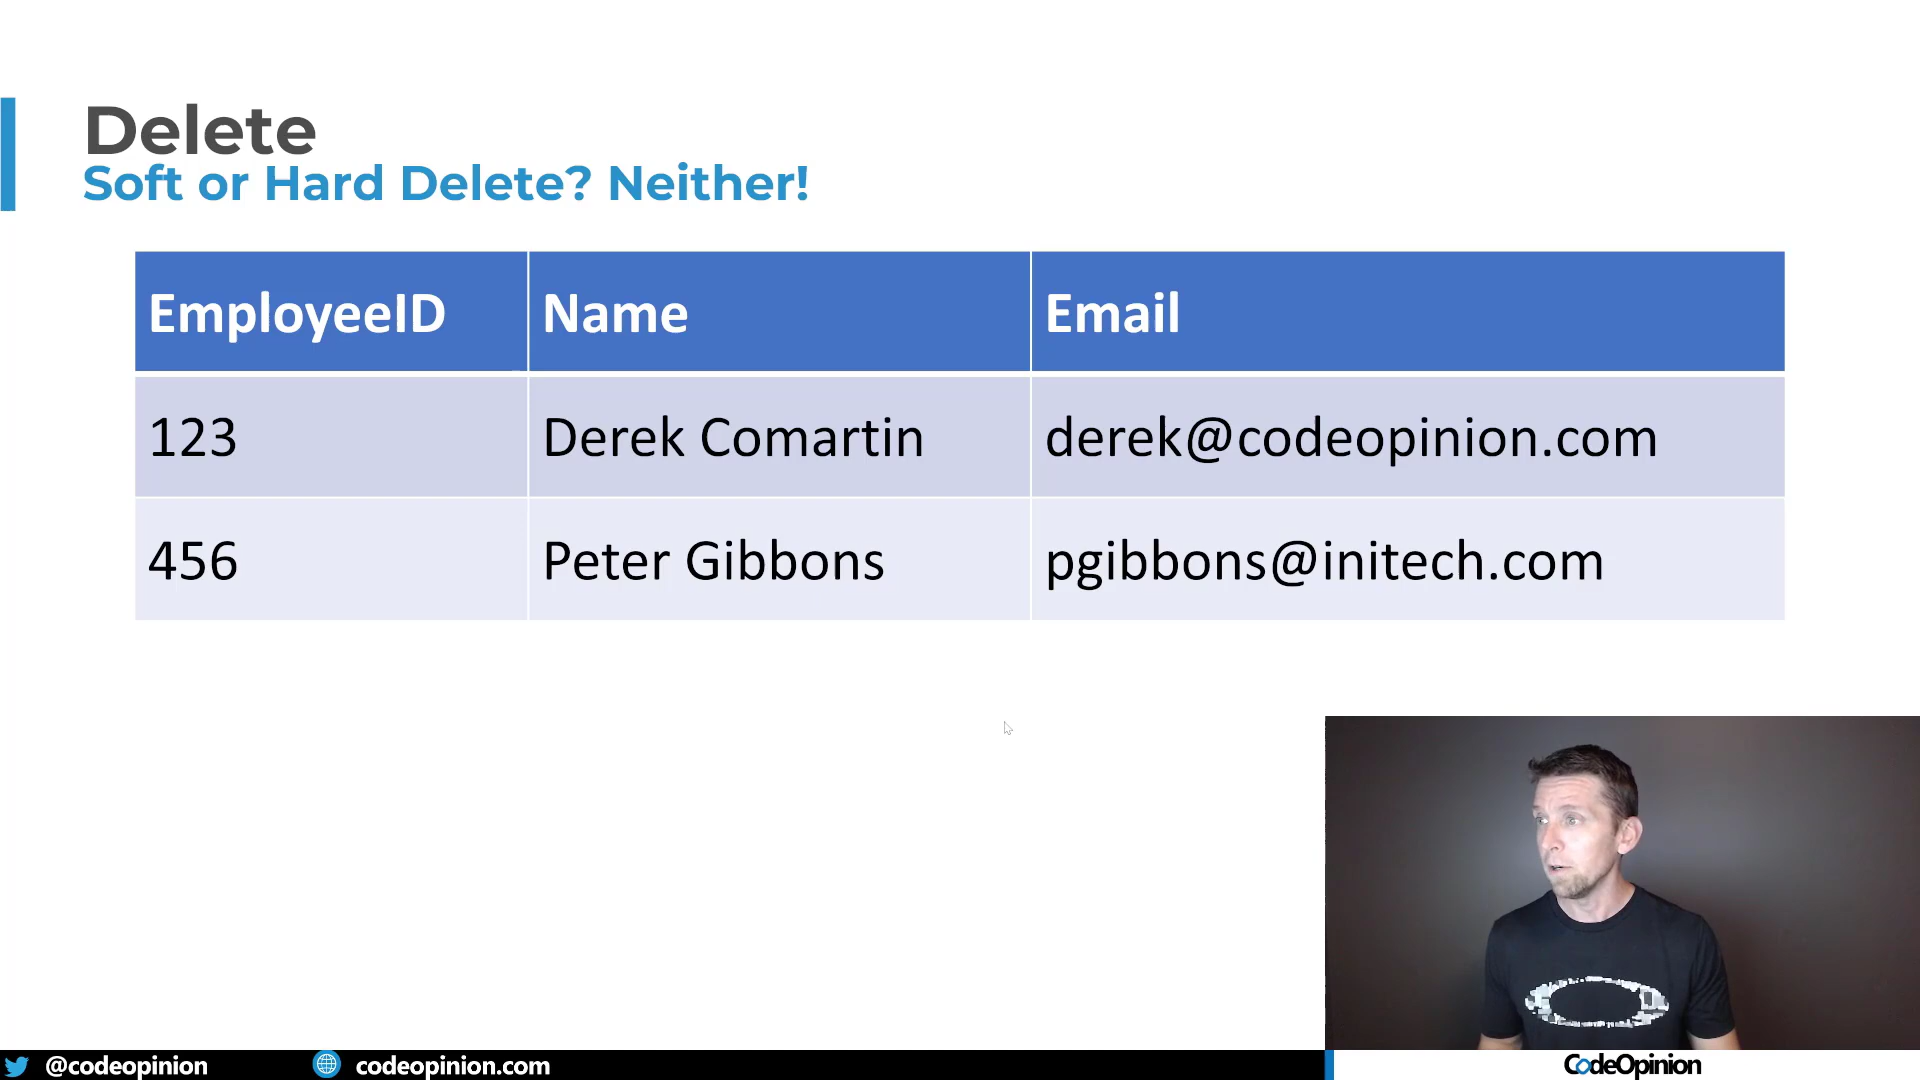 Delete
Soft or Hard Delete? Neither!
EmployeeID Name Email
123 Derek Comartin derek@codeopinion.com
456 Peter Gibbons pgibbons@initech.com
@codeopinion codeopinion.com CodeOpinion